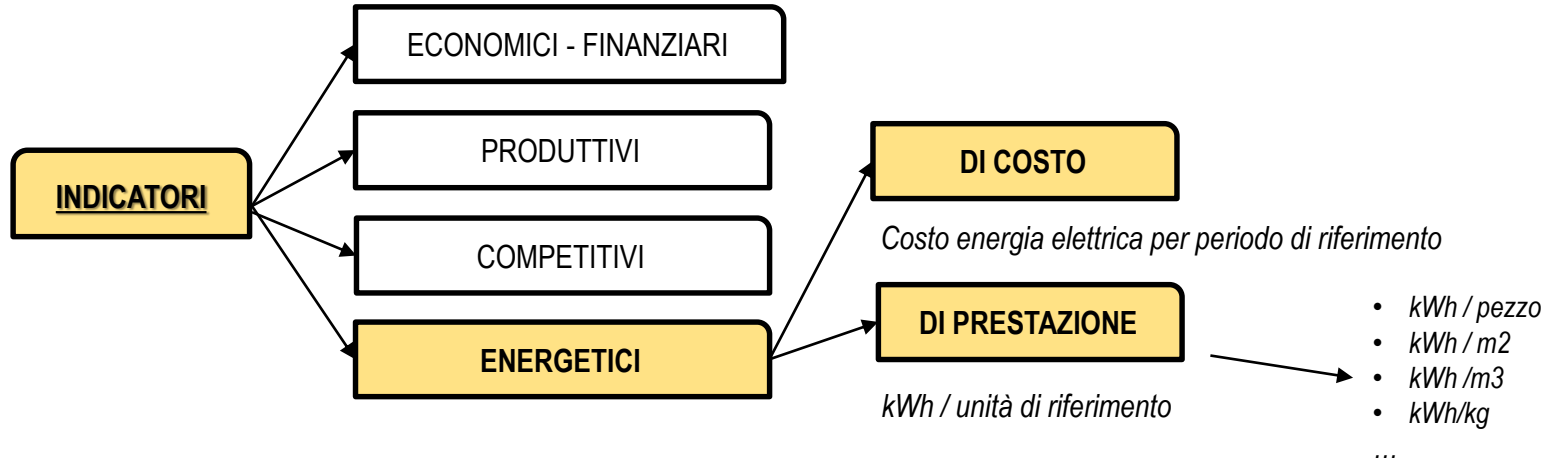 INDICATORI
ECONOMICI - FINANZIARI
PRODUTTIVI
COMPETITIVI
ENERGETICI
DI COSTO
Costo energia elettrica per periodo di riferimento
DI PRESTAZIONE
kWh / unità di riferimento
• kWh / pezzo
• kWh / m2
• kWh /m3
• kWh/kg
...